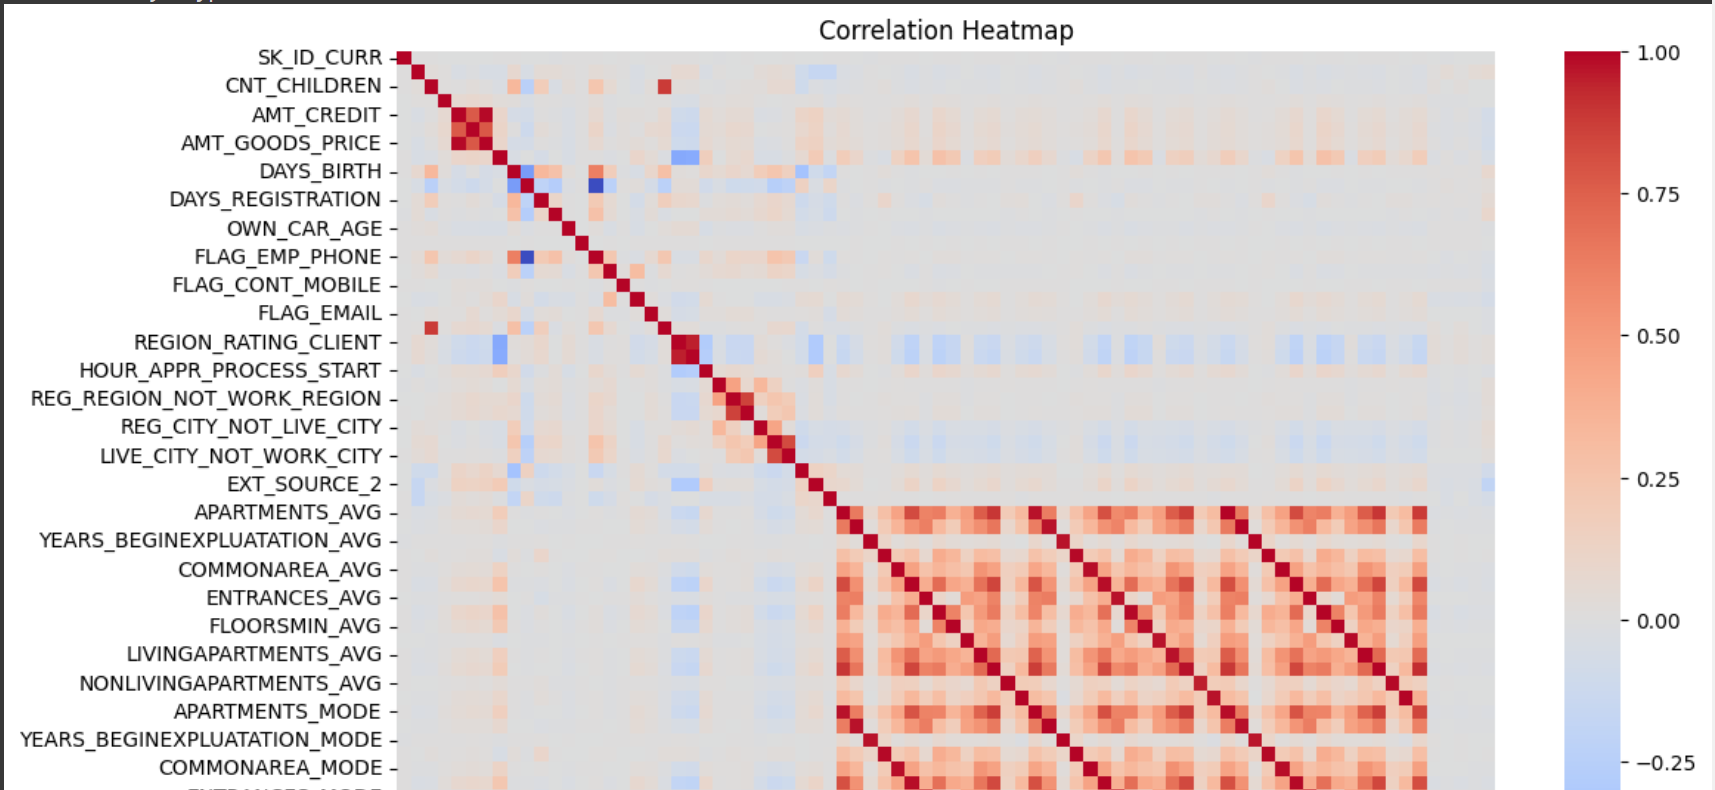 Correlation Heatmap
SK_ID_CURR
CNT_CHILDREN
AMT_CREDIT
AMT_GOODS_PRICE
DAYS_BIRTH
DAYS_REGISTRATION
OWN_CAR_AGE
FLAG_EMP_PHONE
FLAG_CONT_MOBILE
FLAG_EMAIL
REGION_RATING_CLIENT
HOUR_APPR_PROCESS_START
REG_REGION_NOT_WORK_REGION
REG_CITY_NOT_LIVE_CITY
LIVE_CITY_NOT_WORK_CITY
EXT_SOURCE_2
APARTMENTS_AVG
YEARS_BEGINEXPLUATATION_AVG
COMMONAREA_AVG
ENTRANCES_AVG
FLOORSMIN_AVG
LIVINGAPARTMENTS_AVG
NONLIVINGAPARTMENTS_AVG
APARTMENTS_MODE
YEARS_BEGINEXPLUATATION_MODE
COMMONAREA_MODE
1.00
0.75
0.50
0.25
0.00
−0.25